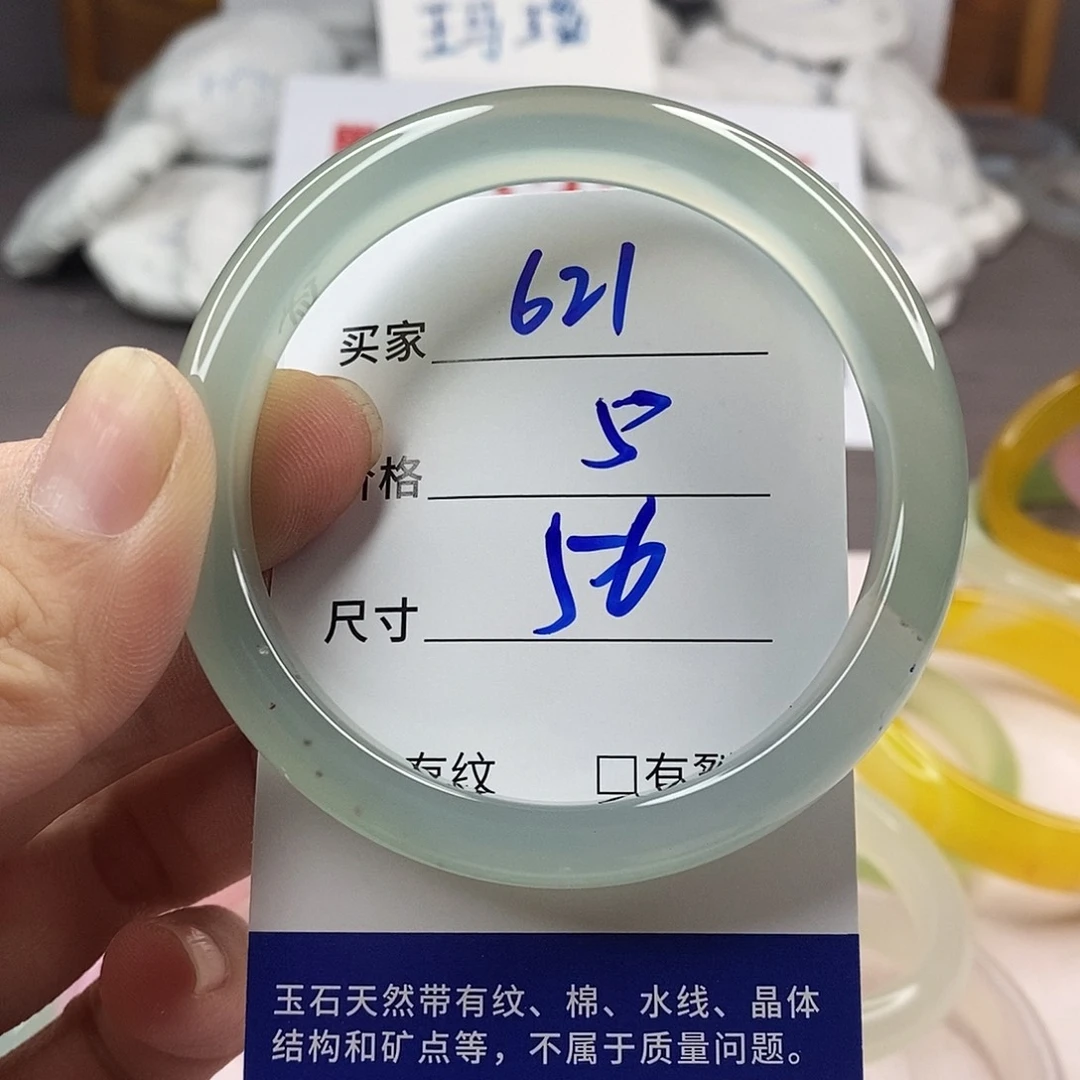 玛瑙
买家 621
价格 5
尺寸 56
有纹 □有裂
玉石天然带有纹、棉、水线、晶体
结构和矿点等，不属于质量问题。